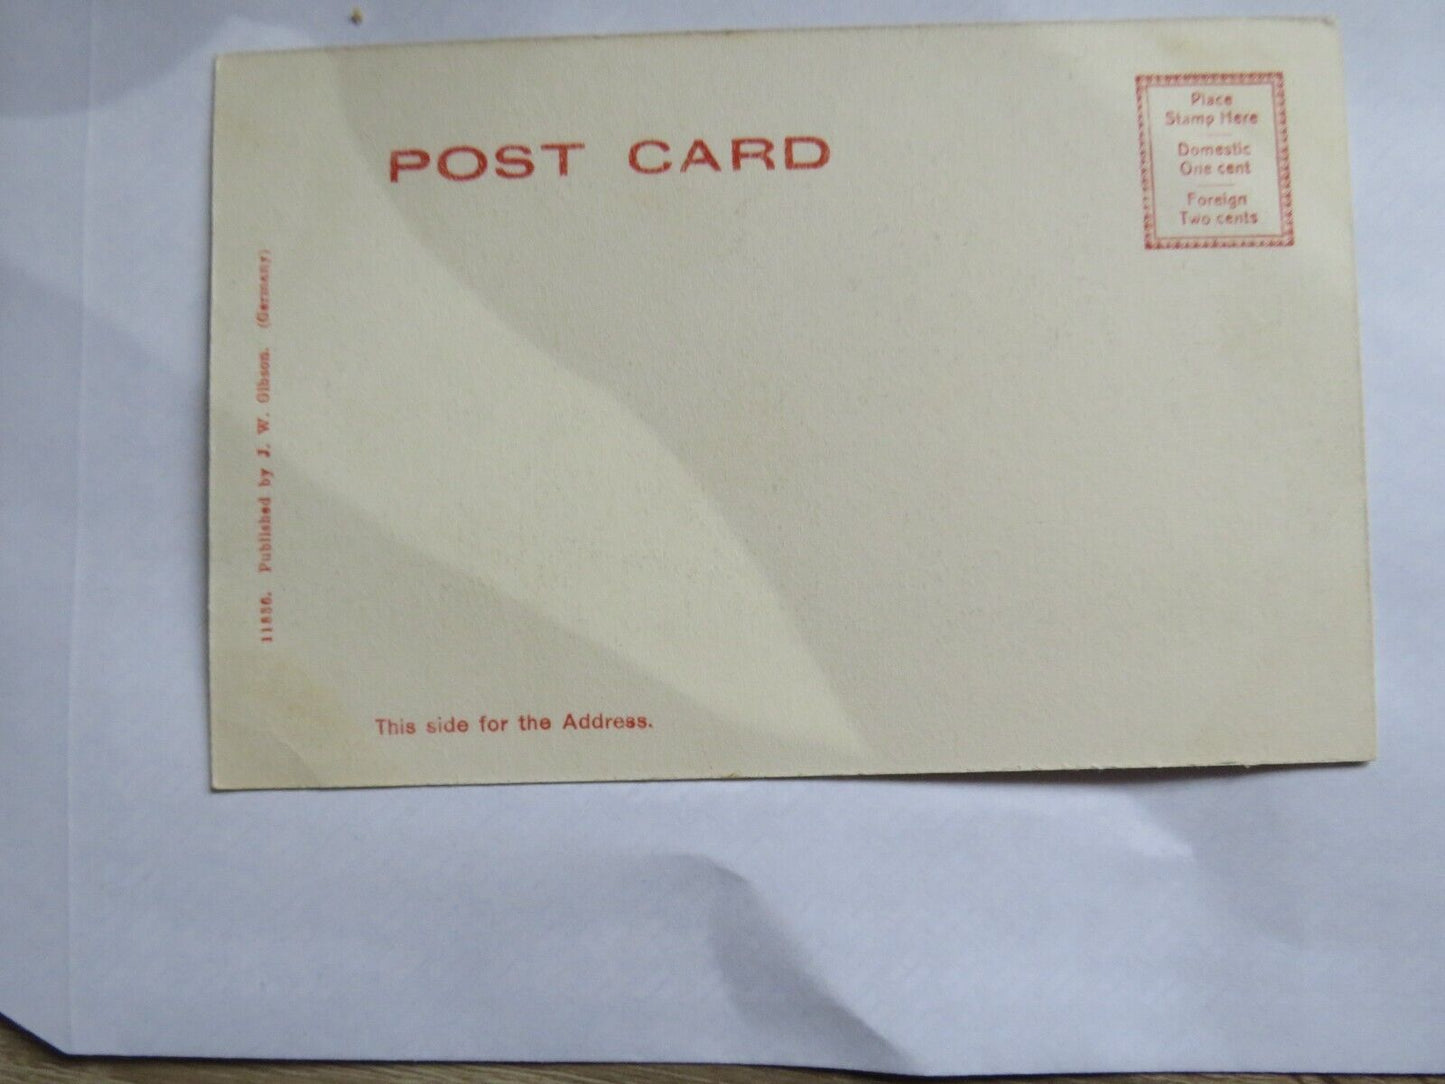 POST CARD
Place
Stamp Here
Domestic
One cent
Foreign
Two cents
11856. Published by J. W. Gibson. (Germany)
This side for the Address.